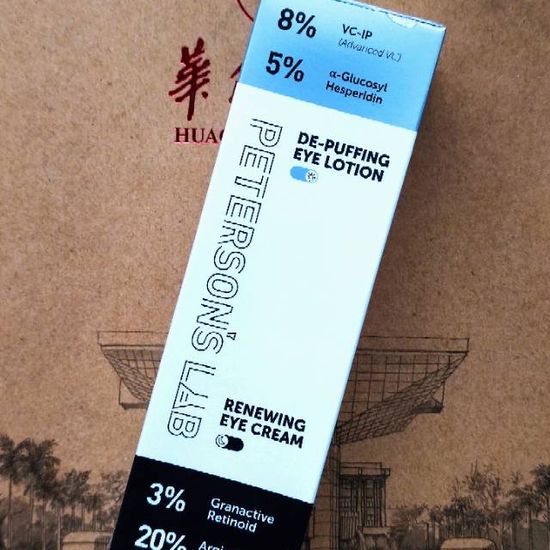 華
HUAC
8%
VC-IP
(Advanced VC)
5%
α-Glucosyl
Hesperidin
DE-PUFFING
EYE LOTION
PETERSON'S LAB
RENEWING
EYE CREAM
3%
Granactive
Retinoid
20%